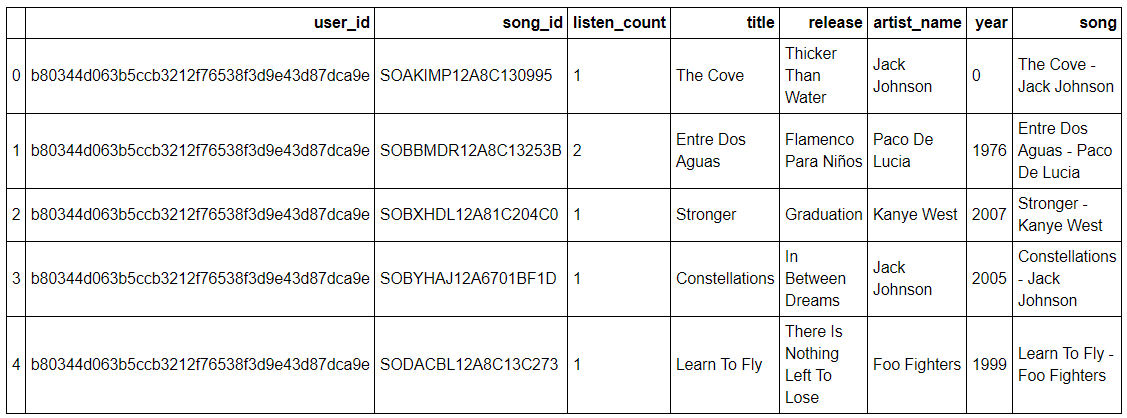 user_id song_id listen_count title release artist_name year song
0 b80344d063b5ccb3212f76538f3d9e43d87dca9e SOAKIMP12A8C130995 1 The Cove Thicker Than Water Jack Johnson 0 The Cove - Jack Johnson
1 b80344d063b5ccb3212f76538f3d9e43d87dca9e SOBBMDR12A8C13253B 2 Entre Dos Aguas Flamenco Para Niños Paco De Lucia 1976 Entre Dos Aguas - Paco De Lucia
2 b80344d063b5ccb3212f76538f3d9e43d87dca9e SOBXHDL12A81C204C0 1 Stronger Graduation Kanye West 2007 Stronger - Kanye West
3 b80344d063b5ccb3212f76538f3d9e43d87dca9e SOBYHAJ12A6701BF1D 1 Constellations In Between Dreams Jack Johnson 2005 Constellations - Jack Johnson
4 b80344d063b5ccb3212f76538f3d9e43d87dca9e SODACBL12A8C13C273 1 Learn To Fly There Is Nothing Left To Lose Foo Fighters 1999 Learn To Fly - Foo Fighters